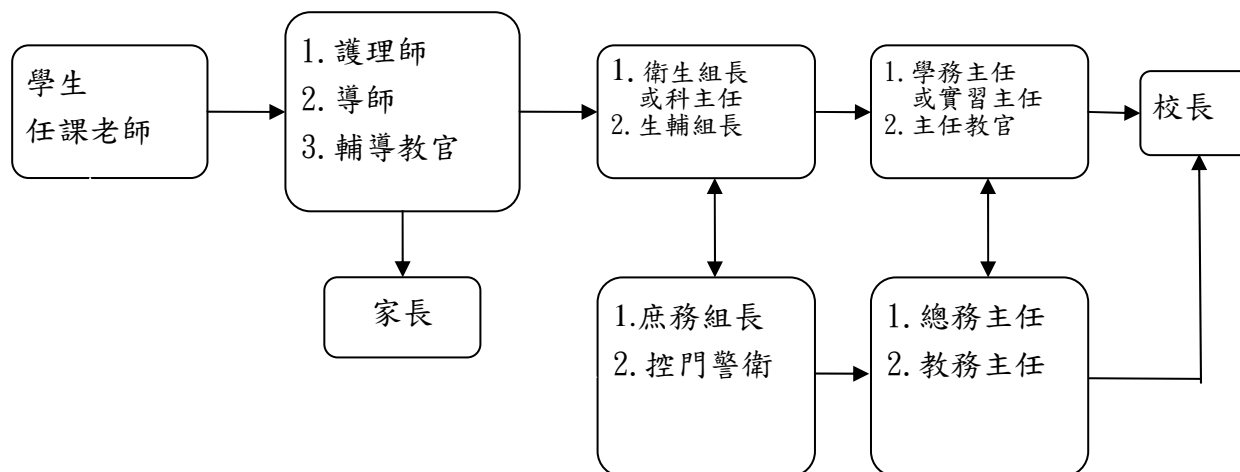 學生
任課老師
1. 護理師
2. 導師
3. 輔導教官
1. 衛生組長
或科主任
2. 生輔組長
1. 學務主任
或實習主任
2. 主任教官
校長
家長
1.庶務組長
2. 控門警衛
1. 總務主任
2. 教務主任